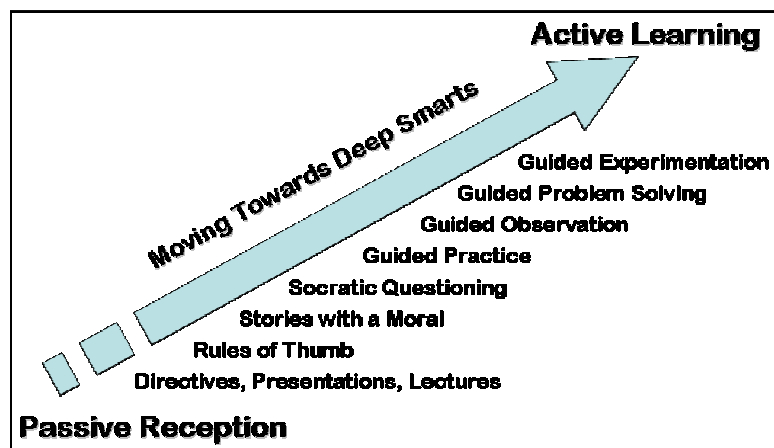 Active Learning
Moving Towards Deep Smarts
Guided Experimentation
Guided Problem Solving
Guided Observation
Guided Practice
Socratic Questioning
Stories with a Moral
Rules of Thumb
Directives, Presentations, Lectures
Passive Reception